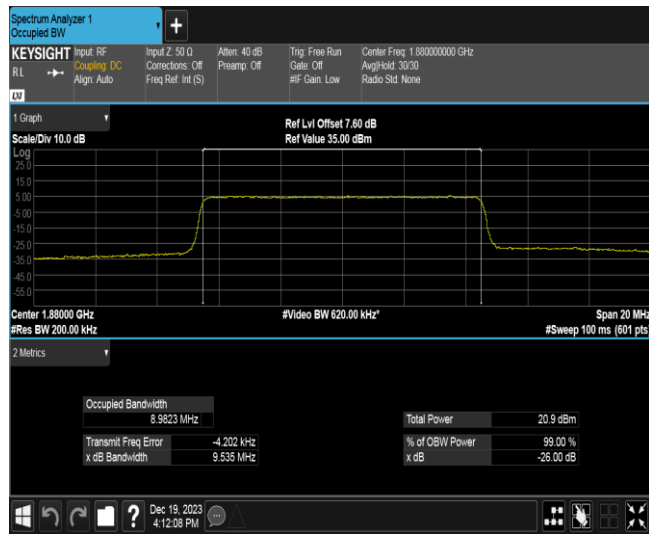 Spectrum Analyzer 1
Occupied BW
+
KEYSIGHT
R L
LXI
Input: RF
Coupling: DC
Align: Auto
Input Z: 50 Ω
Corrections: Off
Freq Ref: Int (S)
Atten: 40 dB
Preamp: Off
Trig: Free Run
Gate: Off
#IF Gain: Low
Center Freq: 1.880000000 GHz
Avg|Hold: 30/30
Radio Std: None
1 Graph
Scale/Div 10.0 dB
Ref Lvl Offset 7.60 dB
Ref Value 35.00 dBm
Log
25.0
15.0
5.00
-5.00
-15.0
-25.0
-35.0
-45.0
-55.0
Center 1.88000 GHz
#Res BW 200.00 kHz
#Video BW 620.00 kHz*
Span 20 MHz
#Sweep 100 ms (601 pts)
2 Metrics
Occupied Bandwidth
8.9823 MHz
Transmit Freq Error -4.202 kHz
x dB Bandwidth 9.535 MHz
Total Power 20.9 dBm
% of OBW Power 99.00 %
x dB -26.00 dB
?
Dec 19, 2023
4:12:08 PM